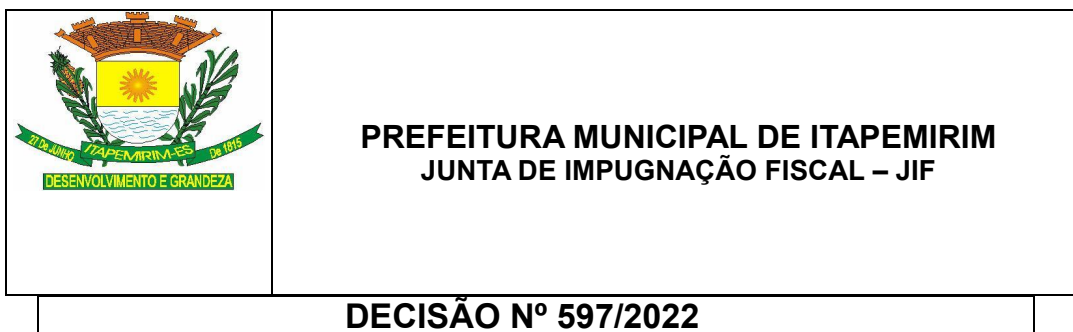 27 De JUNHO ITAPEMIRIM-ES De 1815
DESENVOLVIMENTO E GRANDEZA
PREFEITURA MUNICIPAL DE ITAPEMIRIM
JUNTA DE IMPUGNAÇÃO FISCAL – JIF
DECISÃO Nº 597/2022